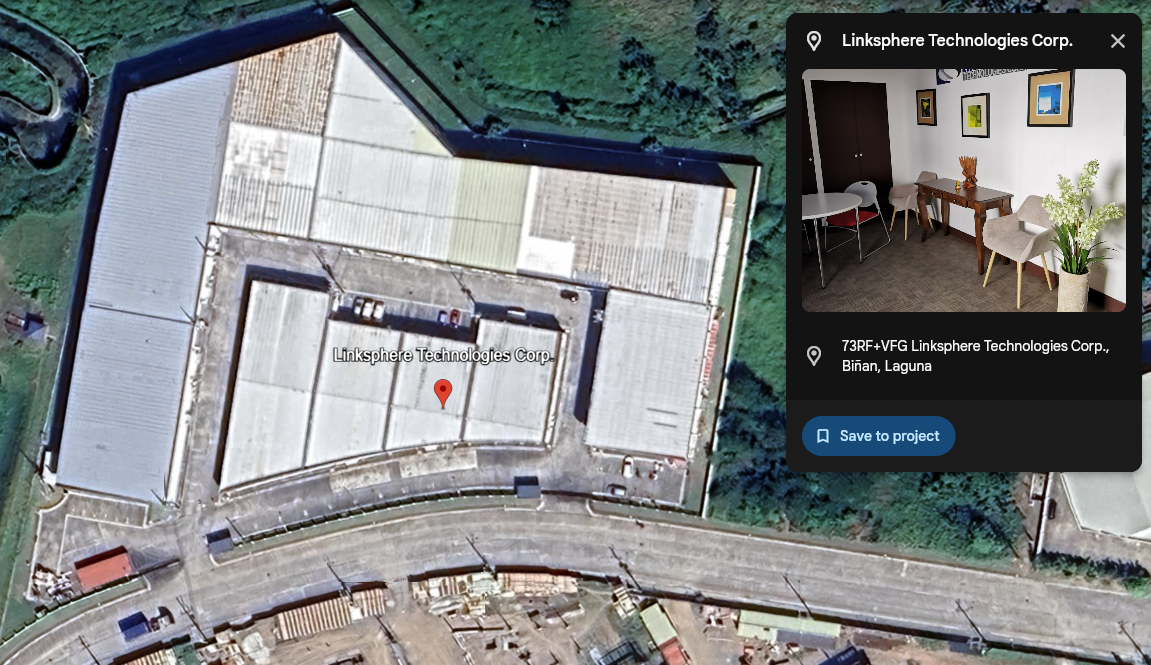 Linksphere Technologies Corp.
Linksphere Technologies Corp.
73RF+VFG Linksphere Technologies Corp.,
Biñan, Laguna
Save to project